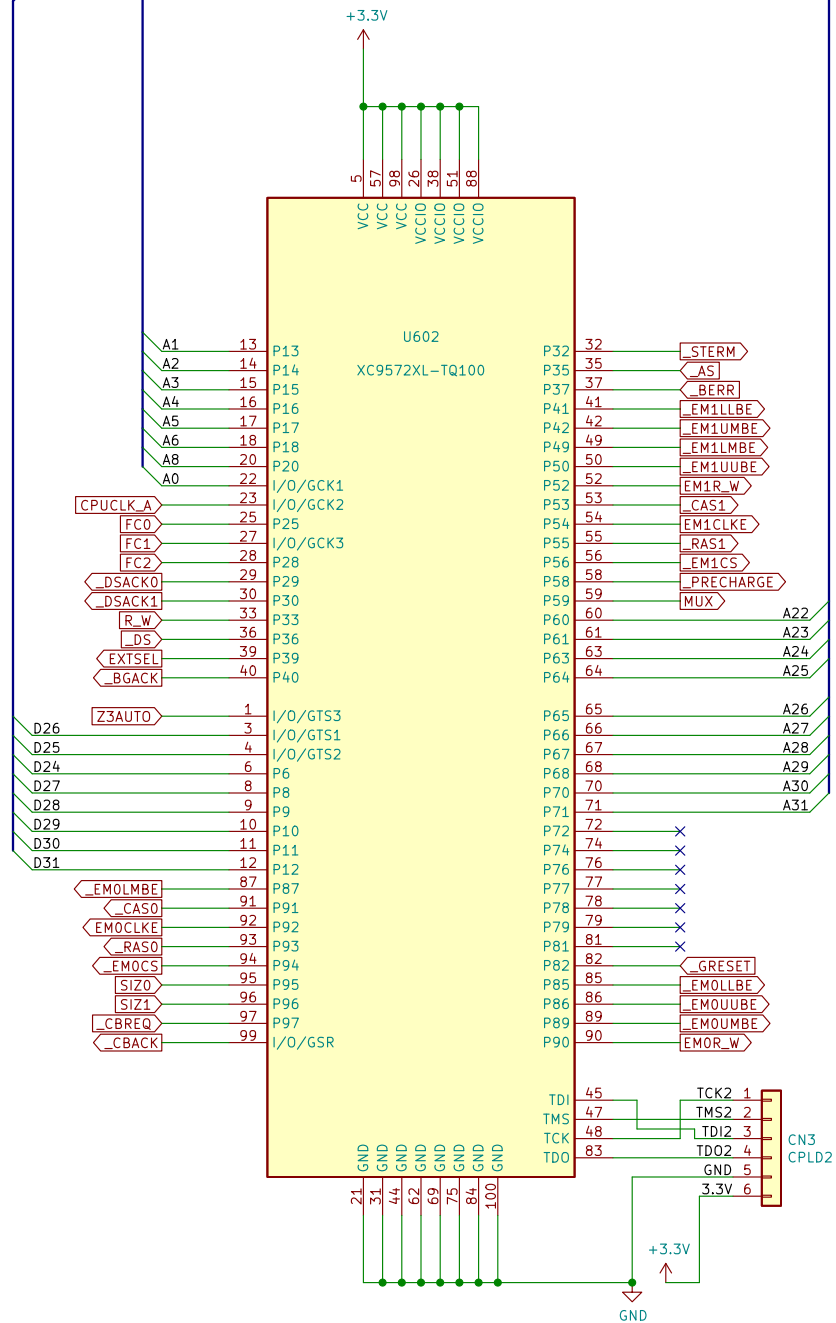 +3.3V
5 57 98 26 38 51 88
VCC VCC VCC VCCIO VCCIO VCCIO VCCIO
U602
XC9572XL-TQ100
A1 13 P13 P32 32 _STERM
A2 14 P14 P35 35 _AS
A3 15 P15 P37 37 _BERR
A4 16 P16 P41 41 _EM1LLBE
A5 17 P17 P42 42 _EM1UMBE
A6 18 P18 P49 49 _EM1LMBE
A8 20 P20 P50 50 _EM1UUBE
A0 22 I/O/GCK1 P52 52 EM1R_W
CPUCLK_A 23 I/O/GCK2 P53 53 _CAS1
FC0 25 P25 P54 54 EM1CLKE
FC1 27 I/O/GCK3 P55 55 _RAS1
FC2 28 P28 P56 56 _EM1CS
_DSACK0 29 P29 P58 58 _PRECHARGE
_DSACK1 30 P30 P59 59 MUX
R_W 33 P33 P60 60 A22
_DS 36 P36 P61 61 A23
EXTSEL 39 P39 P63 63 A24
_BGACK 40 P40 P64 64 A25
Z3AUTO 1 I/O/GTS3 P65 65 A26
D26 3 I/O/GTS1 P66 66 A27
D25 4 I/O/GTS2 P67 67 A28
D24 6 P6 P68 68 A29
D27 8 P8 P70 70 A30
D28 9 P9 P71 71 A31
D29 10 P10 P72 72
D30 11 P11 P74 74
D31 12 P12 P76 76
_EM0LMBE 87 P87 P77 77
_CAS0 91 P91 P78 78
EM0CLKE 92 P92 P79 79
_RAS0 93 P93 P81 81
_EM0CS 94 P94 P82 82 _GRESET
SIZ0 95 P95 P85 85 _EM0LLBE
SIZ1 96 P96 P86 86 _EM0UUBE
_CBREQ 97 P97 P89 89 _EM0UMBE
_CBACK 99 I/O/GSR P90 90 EM0R_W
TDI 45 TCK2 1
TMS 47 TMS2 2
TCK 48 TDI2 3
TDO 83 TDO2 4
GND 5
3.3V 6
CN3
CPLD2
GND GND GND GND GND GND GND GND
21 31 44 62 69 75 84 100
+3.3V
GND